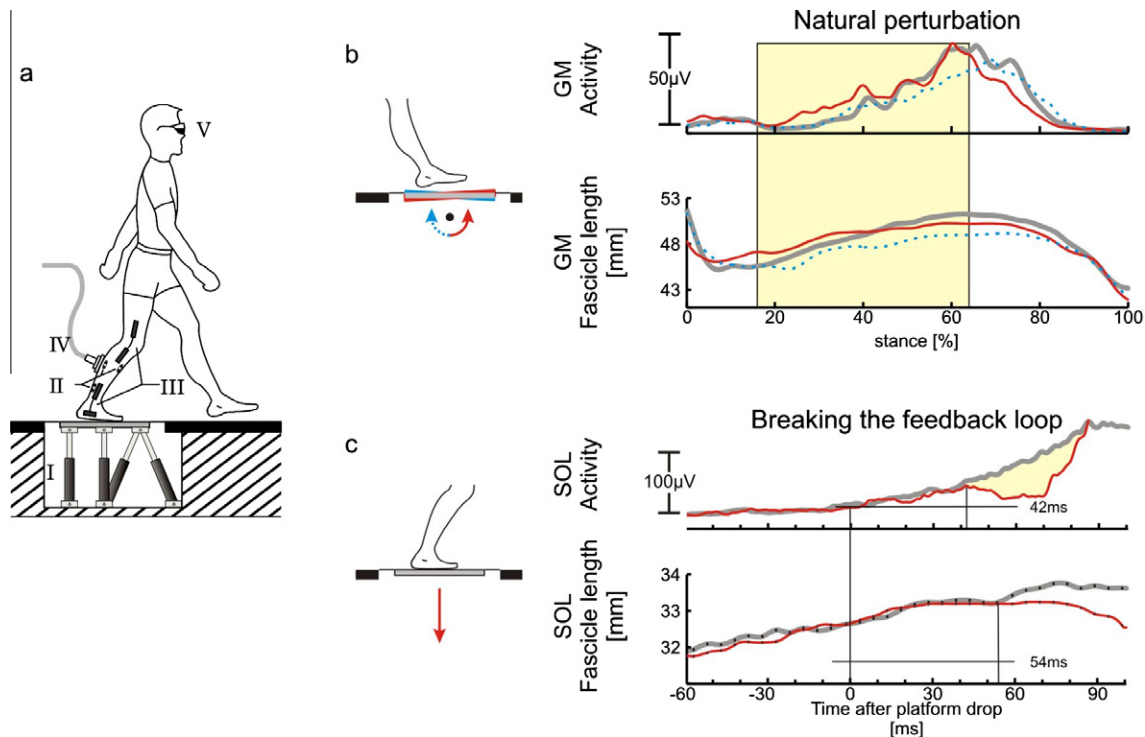 a
V
IV
II
III
I
b
Natural perturbation
GM
Activity
50µV
GM
Fascicle length
[mm]
53
48
43
0 20 40 60 80 100
stance [%]
c
Breaking the feedback loop
SOL
Activity
100µV
42ms
SOL
Fascicle length
[mm]
34
33
32
54ms
-60 -30 0 30 60 90
Time after platform drop
[ms]